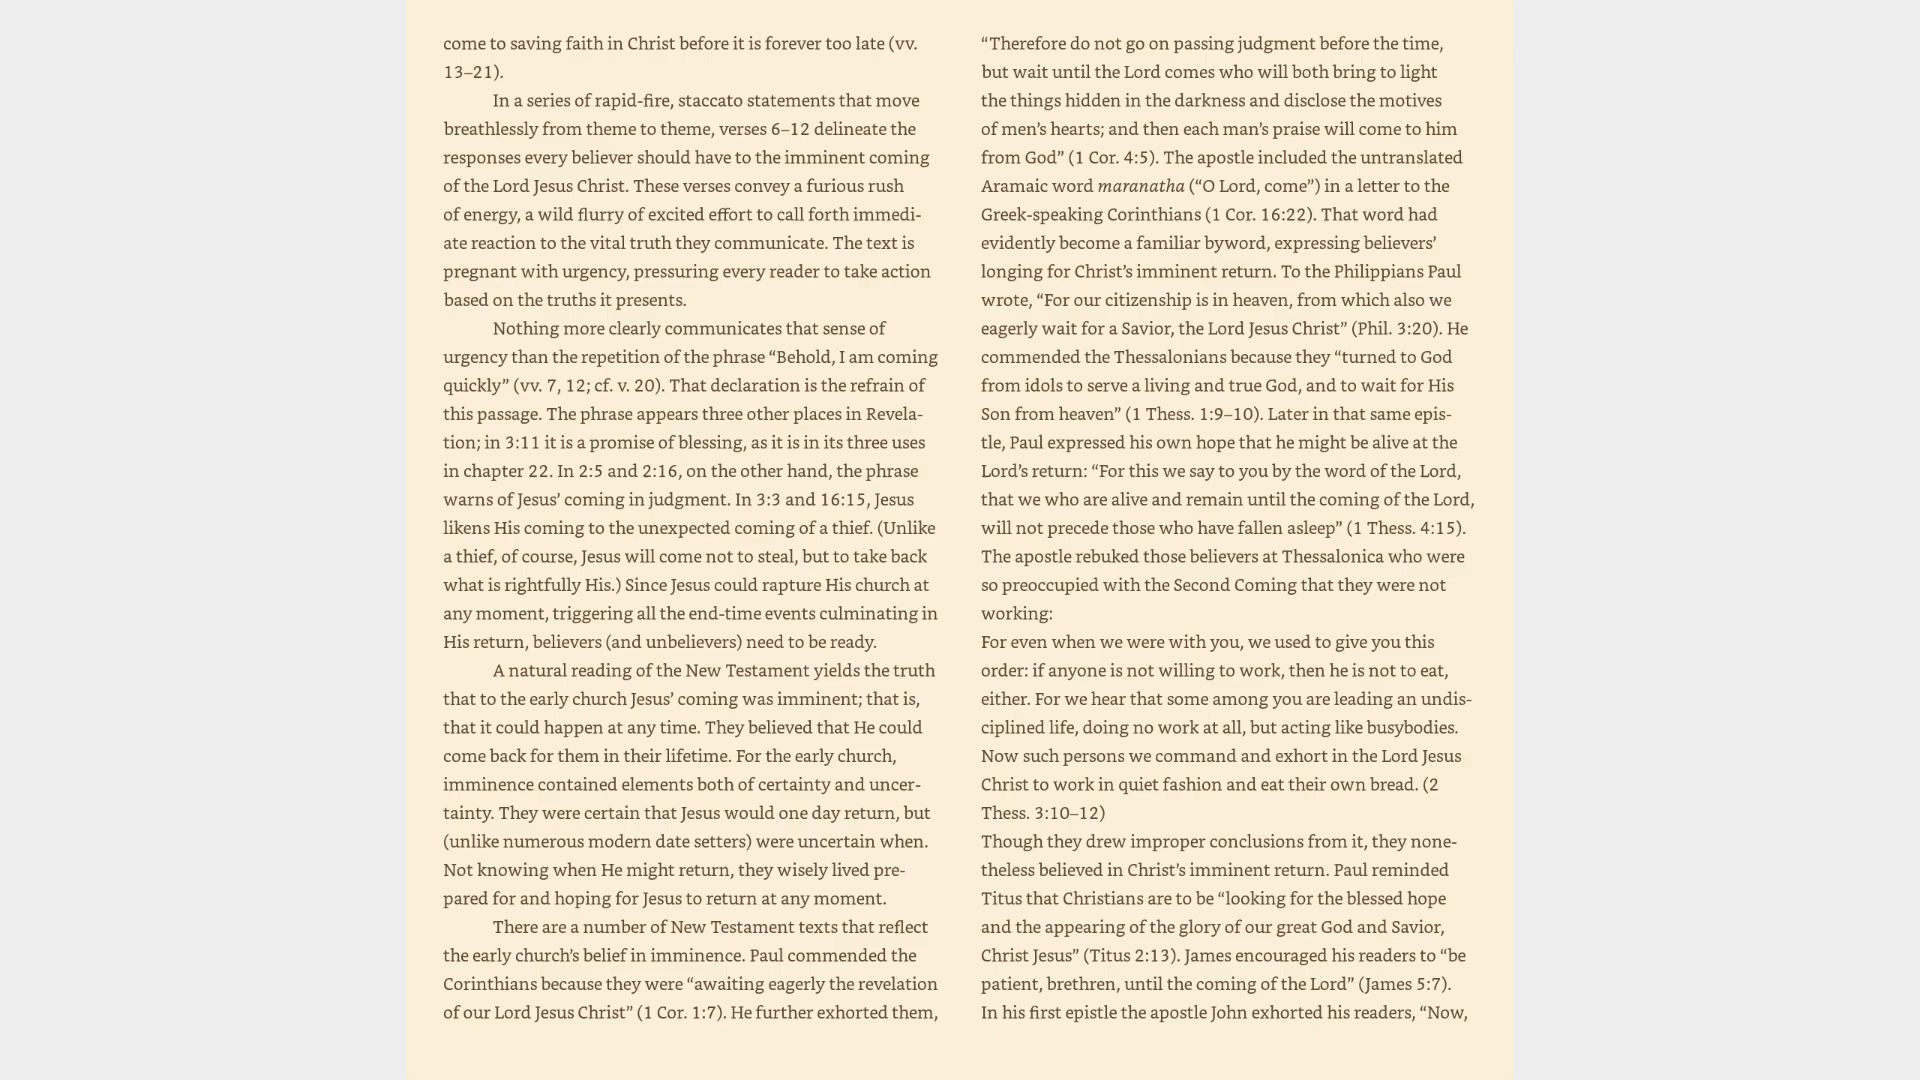 come to saving faith in Christ before it is forever too late (vv.
13–21).
In a series of rapid-fire, staccato statements that move
breathlessly from theme to theme, verses 6–12 delineate the
responses every believer should have to the imminent coming
of the Lord Jesus Christ. These verses convey a furious rush
of energy, a wild flurry of excited effort to call forth immedi-
ate reaction to the vital truth they communicate. The text is
pregnant with urgency, pressuring every reader to take action
based on the truths it presents.
Nothing more clearly communicates that sense of
urgency than the repetition of the phrase “Behold, I am coming
quickly” (vv. 7, 12; cf. v. 20). That declaration is the refrain of
this passage. The phrase appears three other places in Revela-
tion; in 3:11 it is a promise of blessing, as it is in its three uses
in chapter 22. In 2:5 and 2:16, on the other hand, the phrase
warns of Jesus’ coming in judgment. In 3:3 and 16:15, Jesus
likens His coming to the unexpected coming of a thief. (Unlike
a thief, of course, Jesus will come not to steal, but to take back
what is rightfully His.) Since Jesus could rapture His church at
any moment, triggering all the end-time events culminating in
His return, believers (and unbelievers) need to be ready.
A natural reading of the New Testament yields the truth
that to the early church Jesus’ coming was imminent; that is,
that it could happen at any time. They believed that He could
come back for them in their lifetime. For the early church,
imminence contained elements both of certainty and uncer-
tainty. They were certain that Jesus would one day return, but
(unlike numerous modern date setters) were uncertain when.
Not knowing when He might return, they wisely lived pre-
pared for and hoping for Jesus to return at any moment.
There are a number of New Testament texts that reflect
the early church’s belief in imminence. Paul commended the
Corinthians because they were “awaiting eagerly the revelation
of our Lord Jesus Christ” (1 Cor. 1:7). He further exhorted them,
“Therefore do not go on passing judgment before the time,
but wait until the Lord comes who will both bring to light
the things hidden in the darkness and disclose the motives
of men’s hearts; and then each man’s praise will come to him
from God” (1 Cor. 4:5). The apostle included the untranslated
Aramaic word maranatha (“O Lord, come”) in a letter to the
Greek-speaking Corinthians (1 Cor. 16:22). That word had
evidently become a familiar byword, expressing believers’
longing for Christ’s imminent return. To the Philippians Paul
wrote, “For our citizenship is in heaven, from which also we
eagerly wait for a Savior, the Lord Jesus Christ” (Phil. 3:20). He
commended the Thessalonians because they “turned to God
from idols to serve a living and true God, and to wait for His
Son from heaven” (1 Thess. 1:9–10). Later in that same epis-
tle, Paul expressed his own hope that he might be alive at the
Lord’s return: “For this we say to you by the word of the Lord,
that we who are alive and remain until the coming of the Lord,
will not precede those who have fallen asleep” (1 Thess. 4:15).
The apostle rebuked those believers at Thessalonica who were
so preoccupied with the Second Coming that they were not
working:
For even when we were with you, we used to give you this
order: if anyone is not willing to work, then he is not to eat,
either. For we hear that some among you are leading an undis-
ciplined life, doing no work at all, but acting like busybodies.
Now such persons we command and exhort in the Lord Jesus
Christ to work in quiet fashion and eat their own bread. (2
Thess. 3:10–12)
Though they drew improper conclusions from it, they none-
theless believed in Christ’s imminent return. Paul reminded
Titus that Christians are to be “looking for the blessed hope
and the appearing of the glory of our great God and Savior,
Christ Jesus” (Titus 2:13). James encouraged his readers to “be
patient, brethren, until the coming of the Lord” (James 5:7).
In his first epistle the apostle John exhorted his readers, “Now,